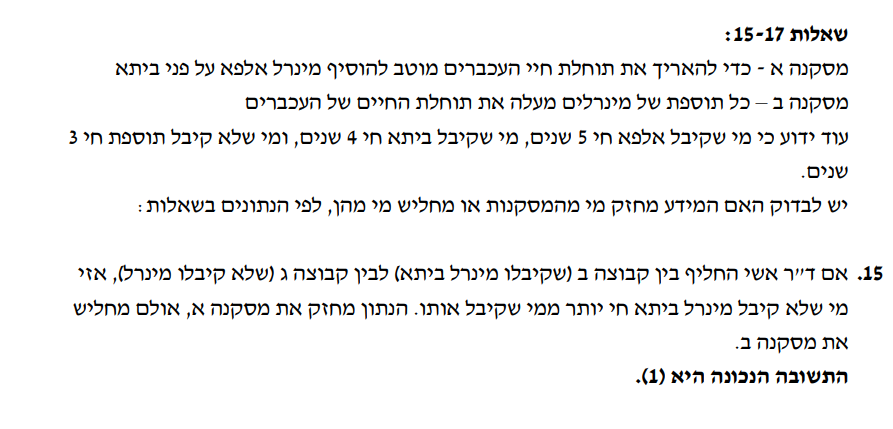 שאלות 15-17:
מסקנה א - כדי להאריך את תוחלת חיי העכברים מוטב להוסיף מינרל אלפא על פני ביתא
מסקנה ב – כל תוספת של מינרלים מעלה את תוחלת החיים של העכברים
עוד ידוע כי מי שקיבל אלפא חי 5 שנים, מי שקיבל ביתא חי 4 שנים, ומי שלא קיבל תוספת חי 3
שנים.
יש לבדוק האם המידע מחזק מי מהמסקנות או מחליש מי מהן, לפי הנתונים בשאלות:
15. אם ד"ר אשי החליף בין קבוצה ב (שקיבלו מינרל ביתא) לבין קבוצה ג (שלא קיבלו מינרל), אזי
מי שלא קיבל מינרל ביתא חי יותר ממי שקיבל אותו. הנתון מחזק את מסקנה א, אולם מחליש
את מסקנה ב.
התשובה הנכונה היא (1).